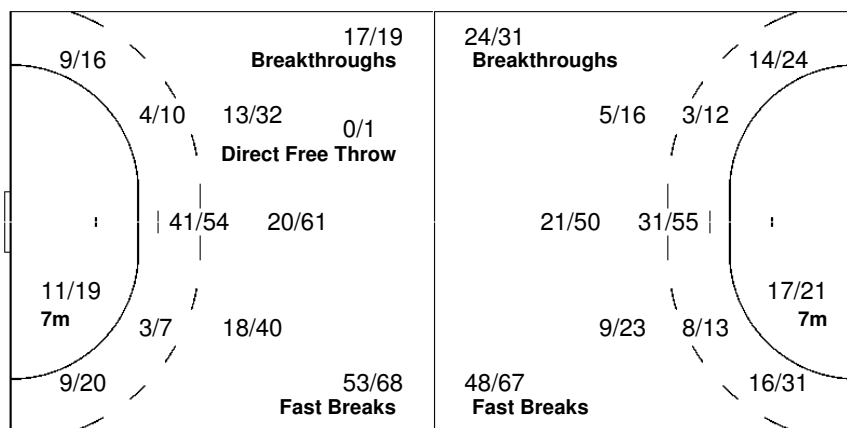 17/19 24/31
9/16 Breakthroughs Breakthroughs 14/24
4/10 13/32 5/16 3/12
0/1
Direct Free Throw
41/54 20/61 21/50 31/55
11/19 17/21
7m 7m
3/7 18/40 9/23 8/13
9/20 53/68 48/67 16/31
Fast Breaks Fast Breaks